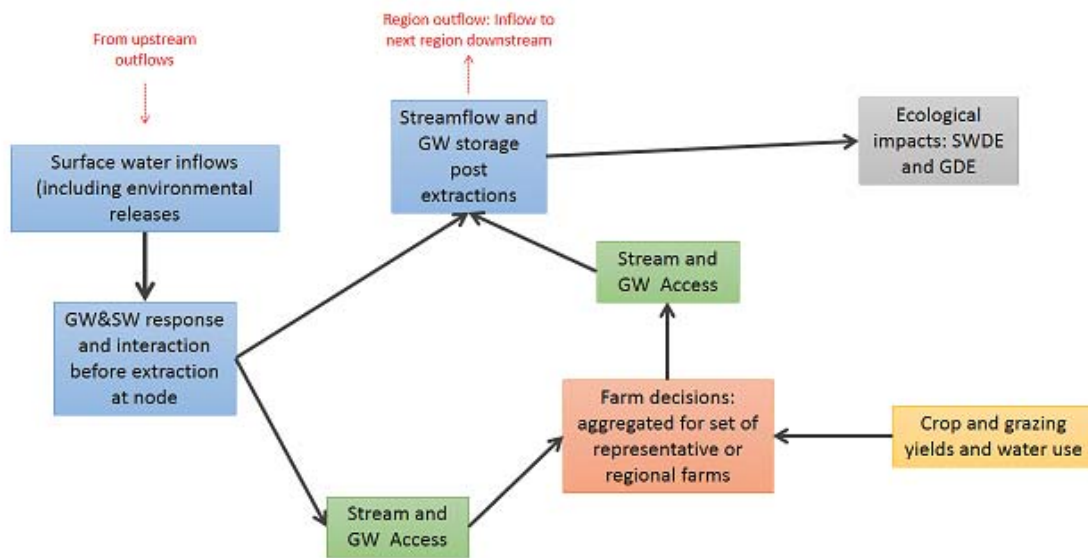 From upstream
outflows
Region outflow: Inflow to
next region downstream
Surface water inflows
(including environmental
releases
Streamflow and
GW storage
post
extractions
Ecological
impacts: SWDE
and GDE
GW&SW response
and interaction
before extraction
at node
Stream and
GW Access
Farm decisions:
aggregated for set of
representative or
regional farms
Crop and grazing
yields and water use
Stream and
GW Access